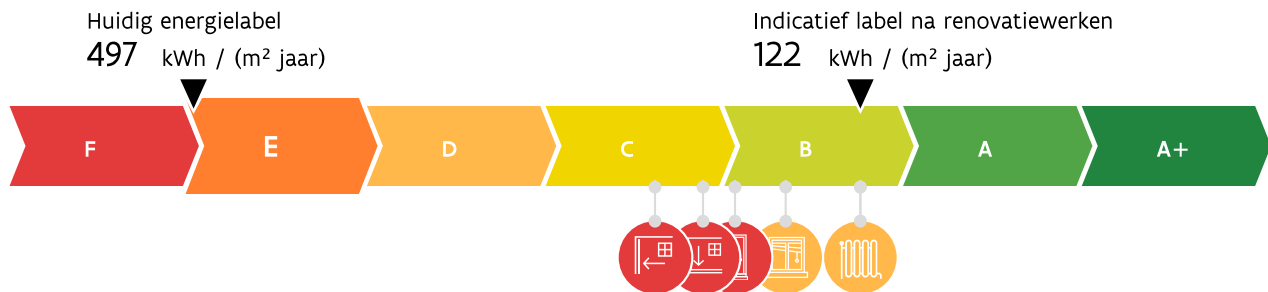 Huidig energielabel
497 kWh / (m² jaar)
Indicatief label na renovatiewerken
122 kWh / (m² jaar)
F E D C B A A+